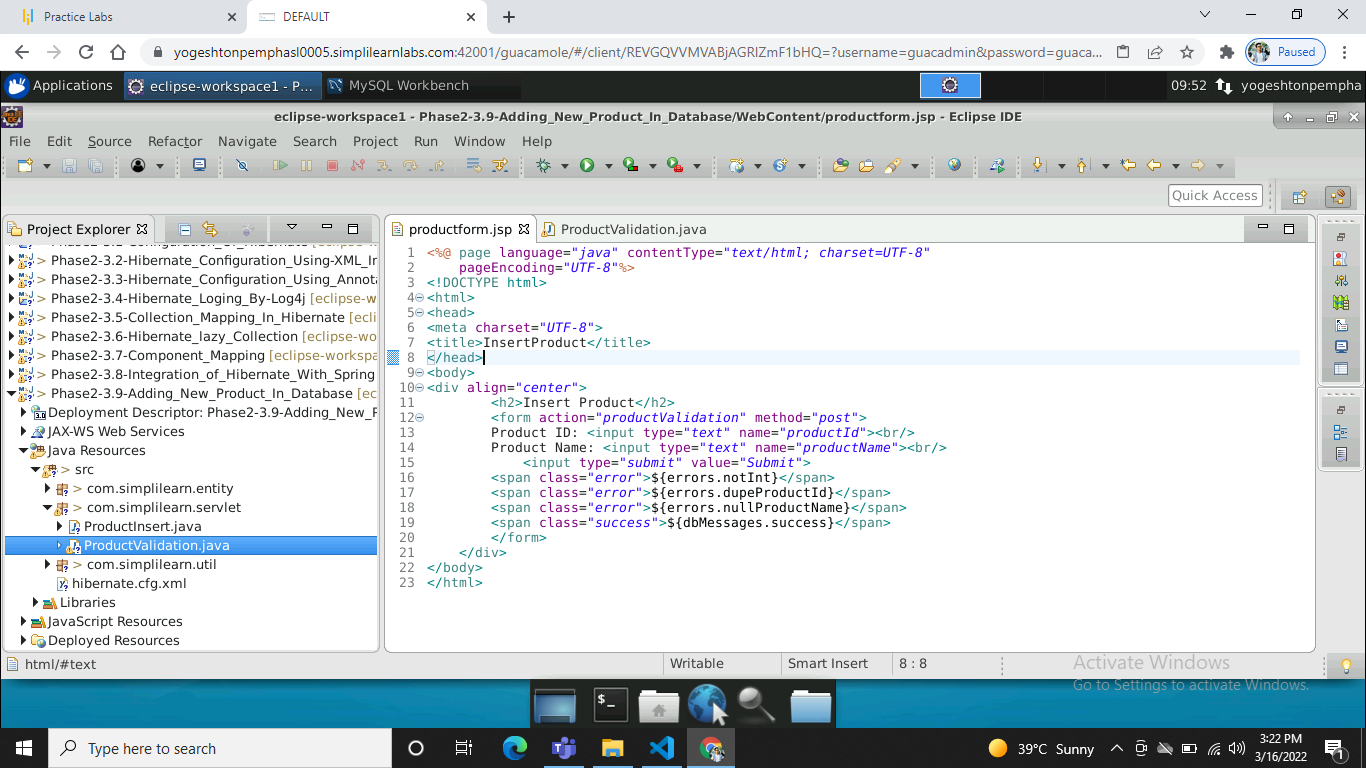 Practice Labs
DEFAULT
yogeshtonpemphasl0005.simplilearnlabs.com:42001/guacamole/#/client/REVGQVVMVABjAGRlZmF1bHQ=?username=guacadmin&password=guaca...
Paused
Applications
eclipse-workspace1 - P...
MySQL Workbench
09:52
yogeshtonpempha
eclipse-workspace1 - Phase2-3.9-Adding_New_Product_In_Database/WebContent/productform.jsp - Eclipse IDE
File Edit Source Refactor Navigate Search Project Run Window Help
Quick Access
Project Explorer
> Phase2-3.2-Hibernate_Configuration_Using-XML_In
> Phase2-3.3-Hibernate_Configuration_Using_Annota
> Phase2-3.4-Hibernate_Loging_By-Log4j [eclipse-w
> Phase2-3.5-Collection_Mapping_In_Hibernate [ecli
> Phase2-3.6-Hibernate_lazy_Collection [eclipse-wo
> Phase2-3.7-Component_Mapping [eclipse-workspa
> Phase2-3.8-Integration_of_Hibernate_With_Spring
> Phase2-3.9-Adding_New_Product_In_Database [ec
Deployment Descriptor: Phase2-3.9-Adding_New_P
JAX-WS Web Services
Java Resources
> src
> com.simplilearn.entity
> com.simplilearn.servlet
ProductInsert.java
ProductValidation.java
> com.simplilearn.util
hibernate.cfg.xml
Libraries
JavaScript Resources
Deployed Resources
productform.jsp
ProductValidation.java
1 <%@ page language="java" contentType="text/html; charset=UTF-8"
2 pageEncoding="UTF-8"%>
3 <!DOCTYPE html>
4 <html>
5 <head>
6 <meta charset="UTF-8">
7 <title>InsertProduct</title>
8 </head>
9 <body>
10 <div align="center">
11 <h2>Insert Product</h2>
12 <form action="productValidation" method="post">
13 Product ID: <input type="text" name="productId"><br/>
14 Product Name: <input type="text" name="productName"><br/>
15 <input type="submit" value="Submit">
16 <span class="error">${errors.notInt}</span>
17 <span class="error">${errors.dupeProductId}</span>
18 <span class="error">${errors.nullProductName}</span>
19 <span class="success">${dbMessages.success}</span>
20 </form>
21 </div>
22 </body>
23 </html>
html/#text
Writable
Smart Insert
8 : 8
Activate Windows
Go to Settings to activate Windows.
Type here to search
39°C Sunny
3:22 PM
3/16/2022
1